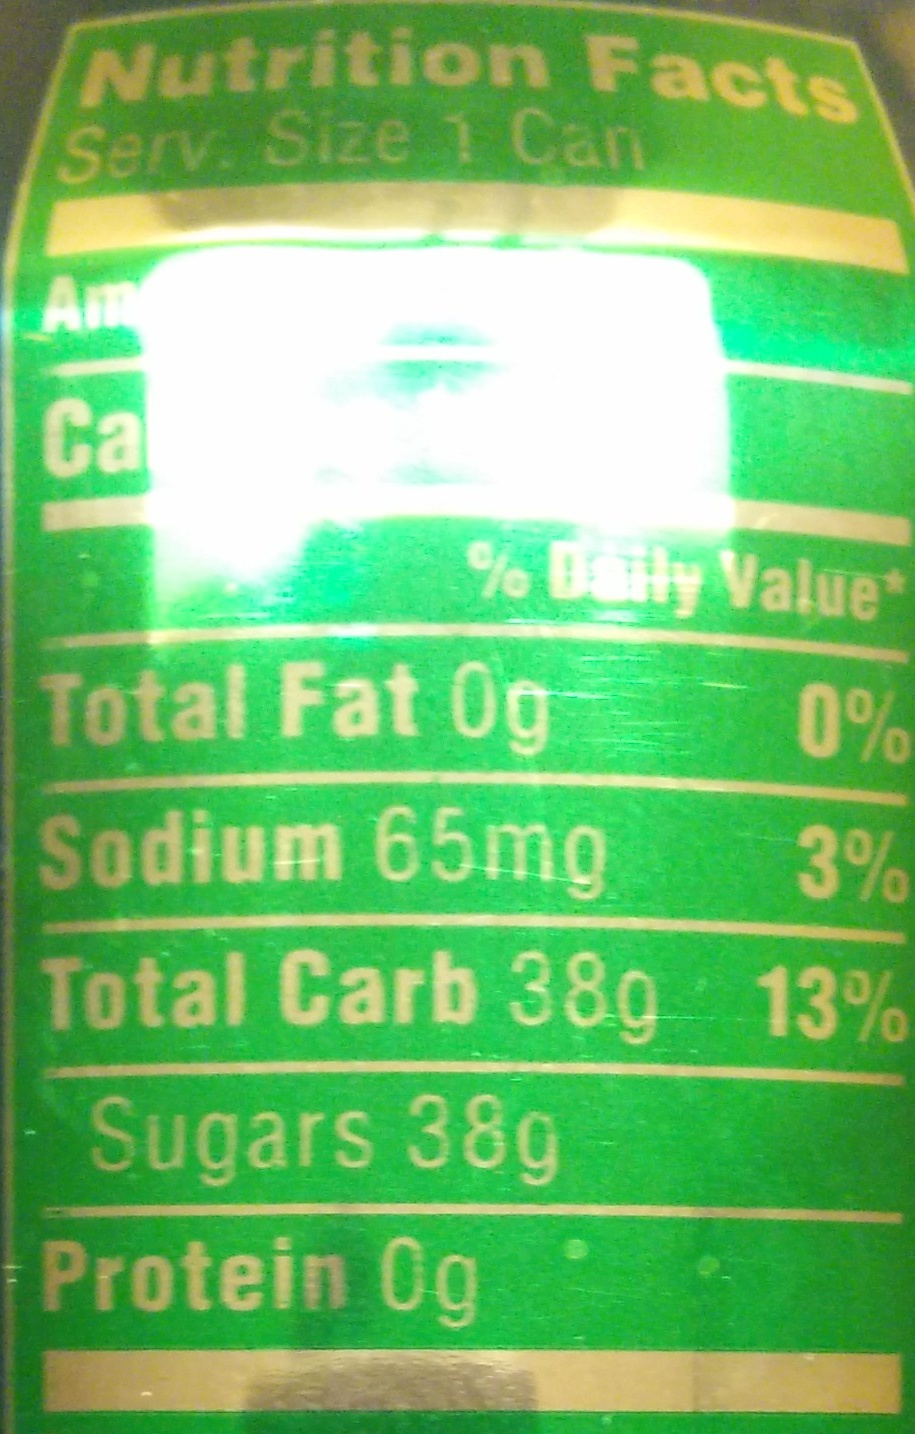 Nutrition Facts
Serv. Size 1 Can
% Daily Value*
Total Fat 0g 0%
Sodium 65mg 3%
Total Carb 38g 13%
Sugars 38g
Protein 0g